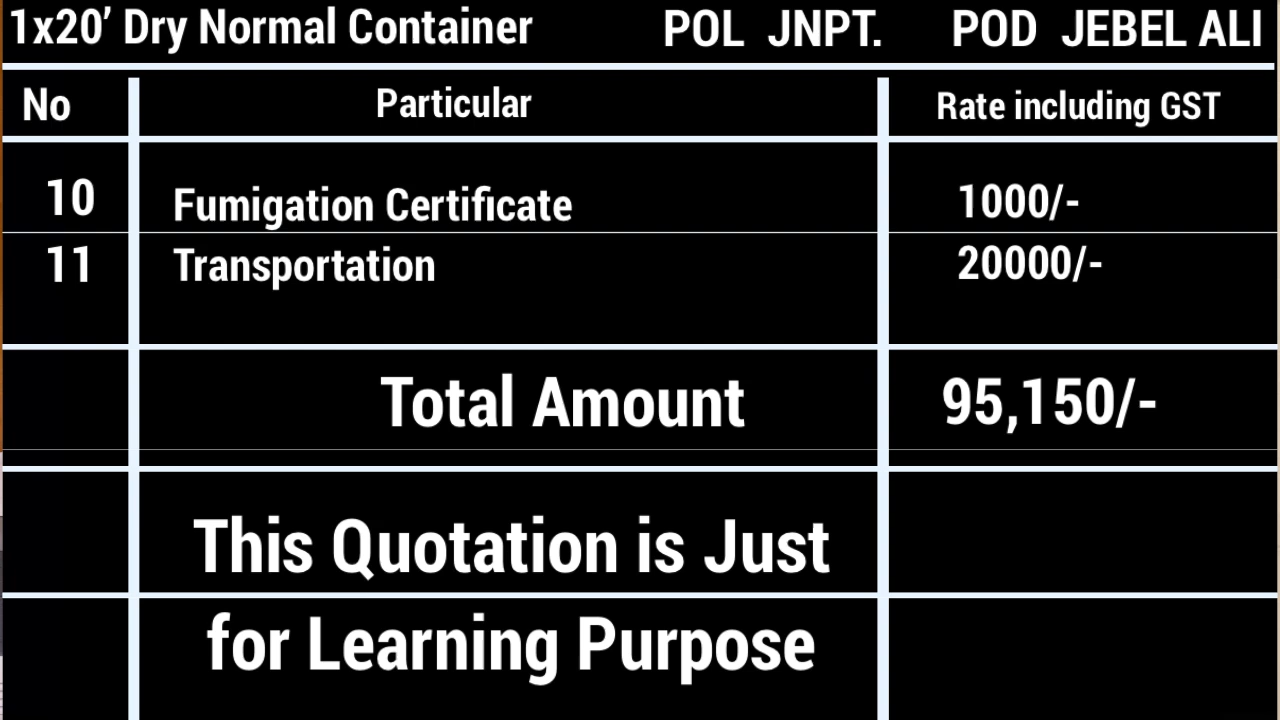 1x20’ Dry Normal Container POL JNPT. POD JEBEL ALI
No Particular Rate including GST
10 Fumigation Certificate 1000/-
11 Transportation 20000/-
Total Amount 95,150/-
This Quotation is Just
for Learning Purpose